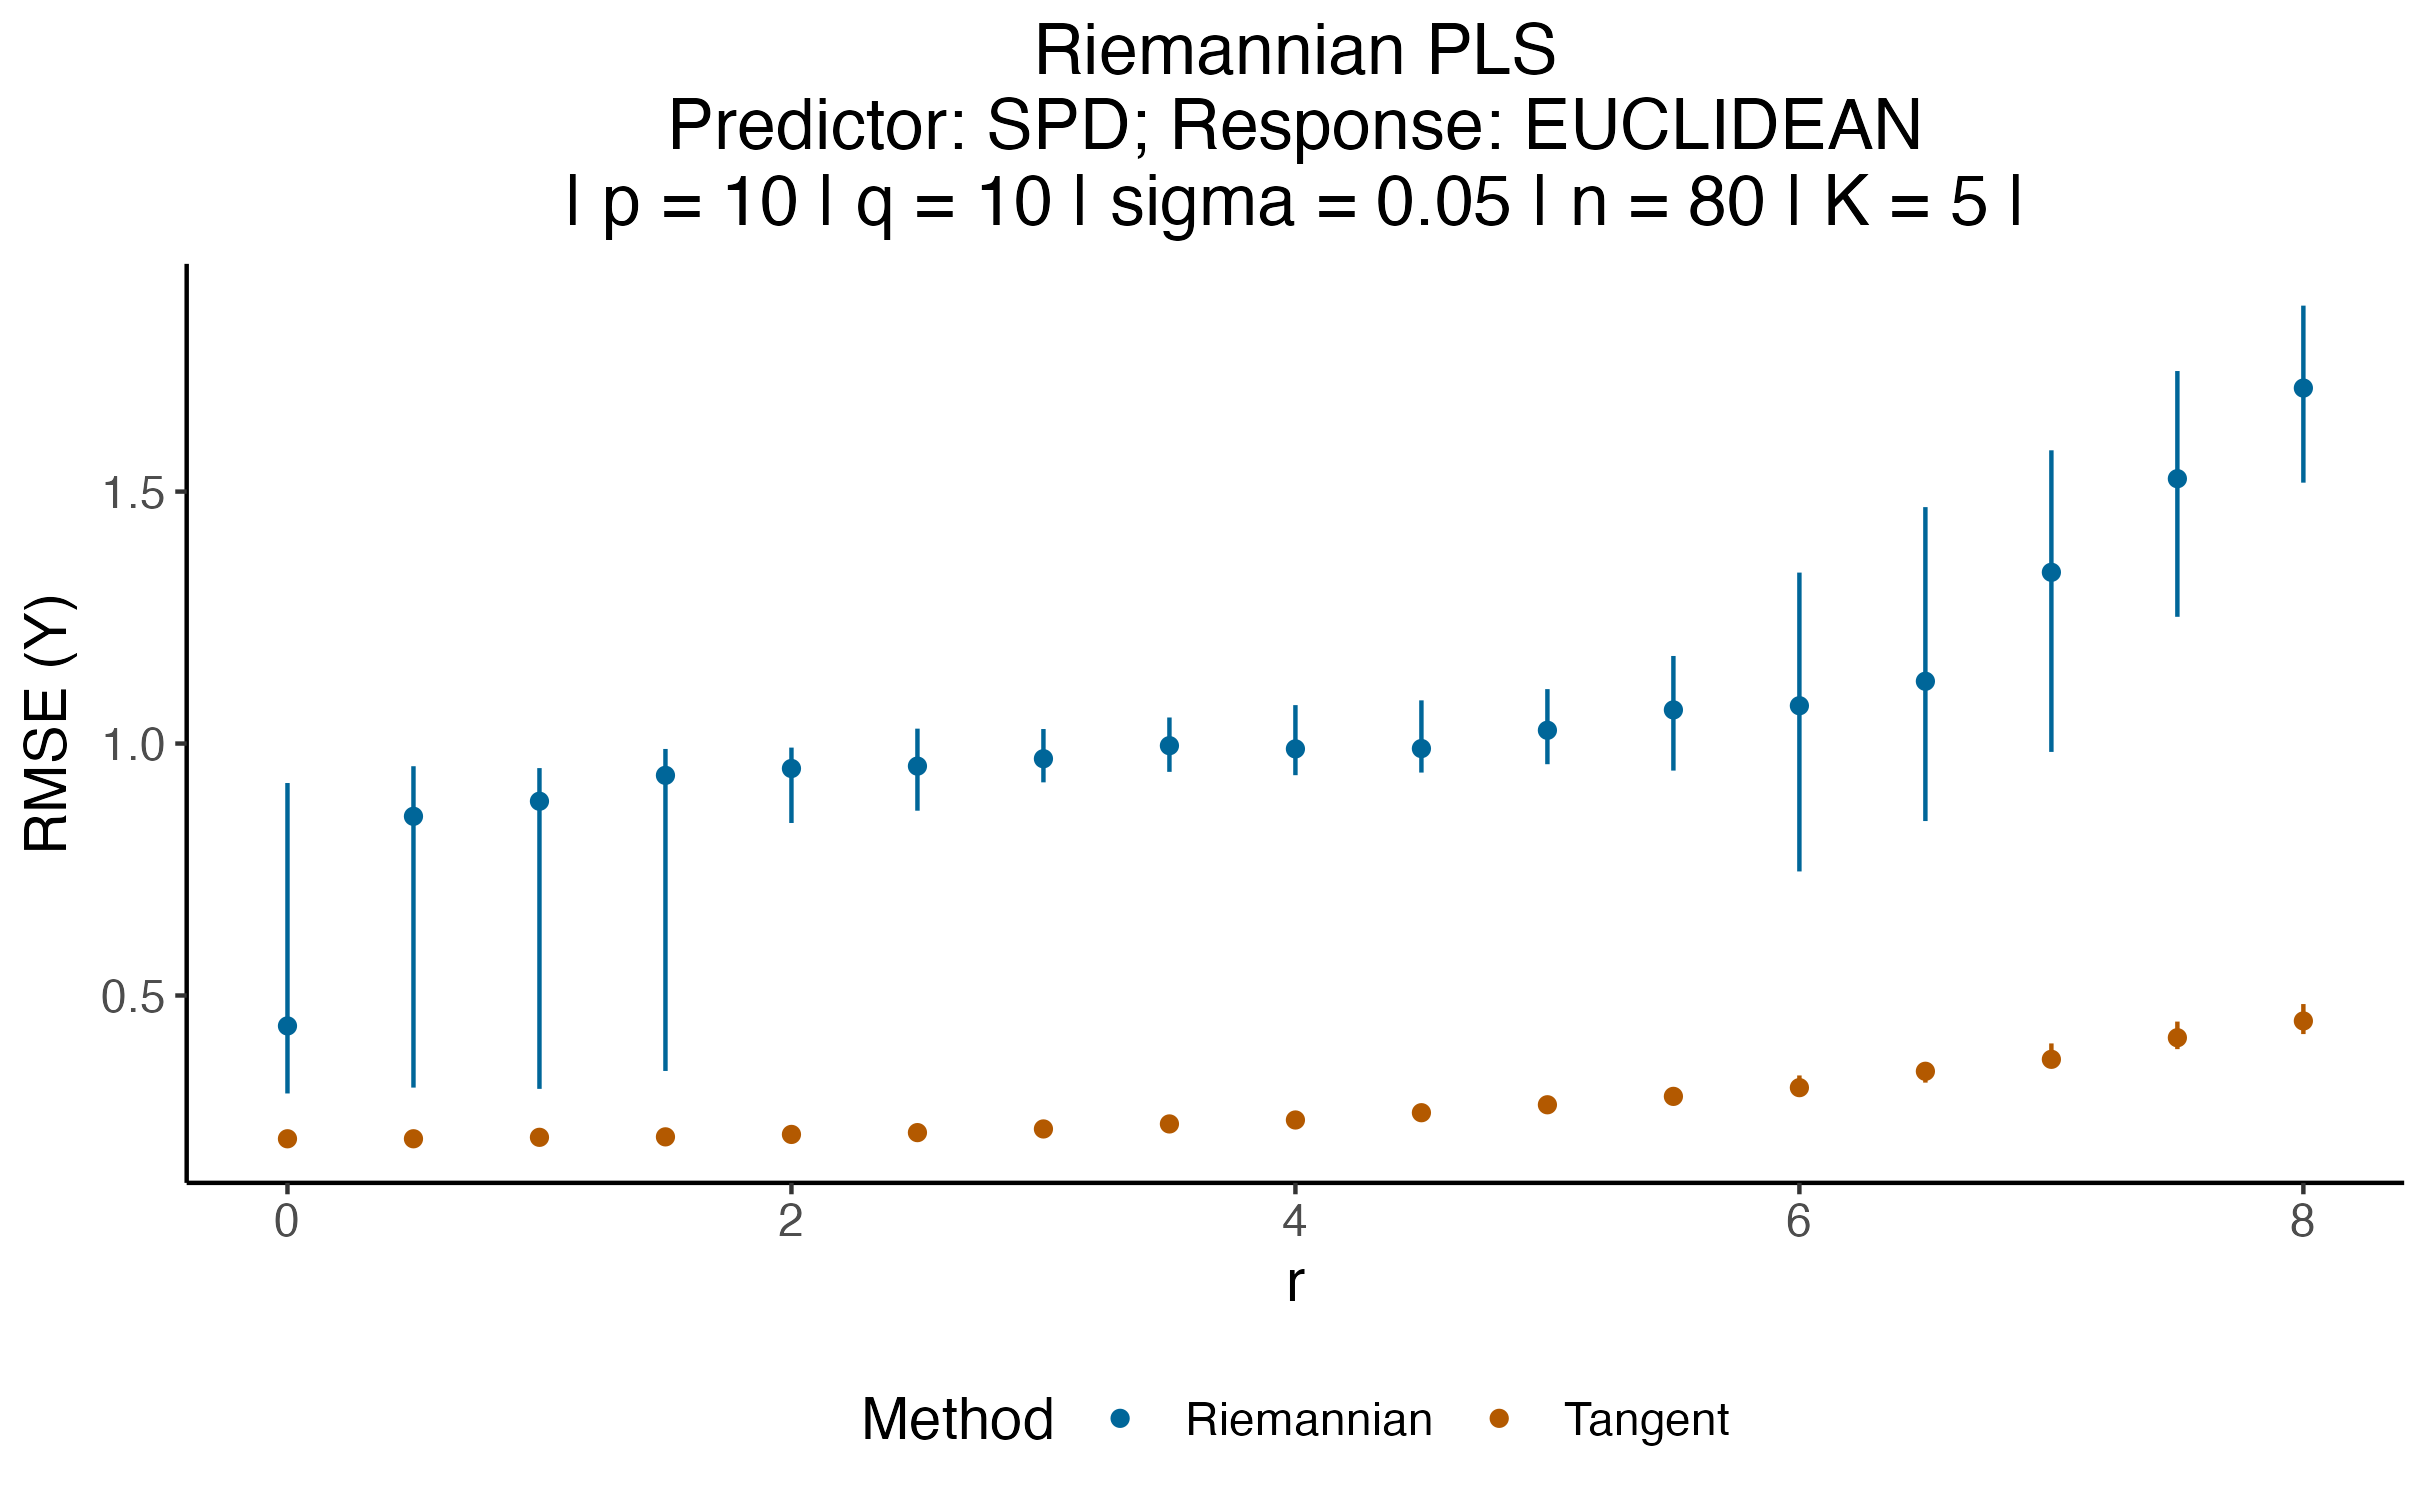 Riemannian PLS
Predictor: SPD; Response: EUCLIDEAN
| p = 10 | q = 10 | sigma = 0.05 | n = 80 | K = 5 |
RMSE (Y)
1.5
1.0
0.5
0 2 4 6 8
r
Method Riemannian Tangent